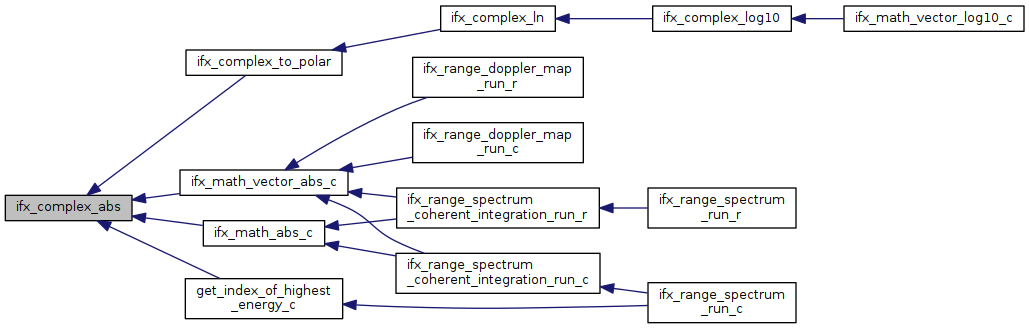 ifx_complex_ln
ifx_complex_log10
ifx_math_vector_log10_c
ifx_complex_to_polar
ifx_range_doppler_map
_run_r
ifx_range_doppler_map
_run_c
ifx_math_vector_abs_c
ifx_complex_abs
ifx_range_spectrum
_coherent_integration_run_r
ifx_range_spectrum
_run_r
ifx_math_abs_c
ifx_range_spectrum
_coherent_integration_run_c
get_index_of_highest
_energy_c
ifx_range_spectrum
_run_c